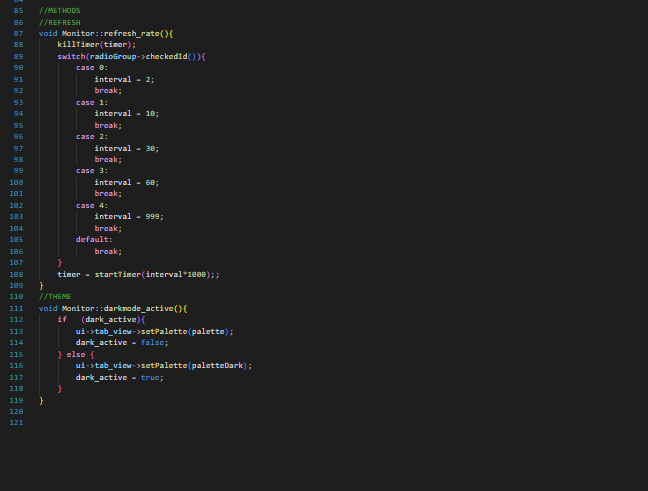 85 //METHODS
86 //REFRESH
87 void Monitor::refresh_rate(){
88 killTimer(timer);
89 switch(radioGroup->checkedId()){
90 case 0:
91 interval = 2;
92 break;
93 case 1:
94 interval = 10;
95 break;
96 case 2:
97 interval = 30;
98 break;
99 case 3:
100 interval = 60;
101 break;
102 case 4:
103 interval = 999;
104 break;
105 default:
106 break;
107 }
108 timer = startTimer(interval*1000);;
109 }
110 //THEME
111 void Monitor::darkmode_active(){
112 if (dark_active){
113 ui->tab_view->setPalette(palette);
114 dark_active = false;
115 } else {
116 ui->tab_view->setPalette(paletteDark);
117 dark_active = true;
118 }
119 }
120
121